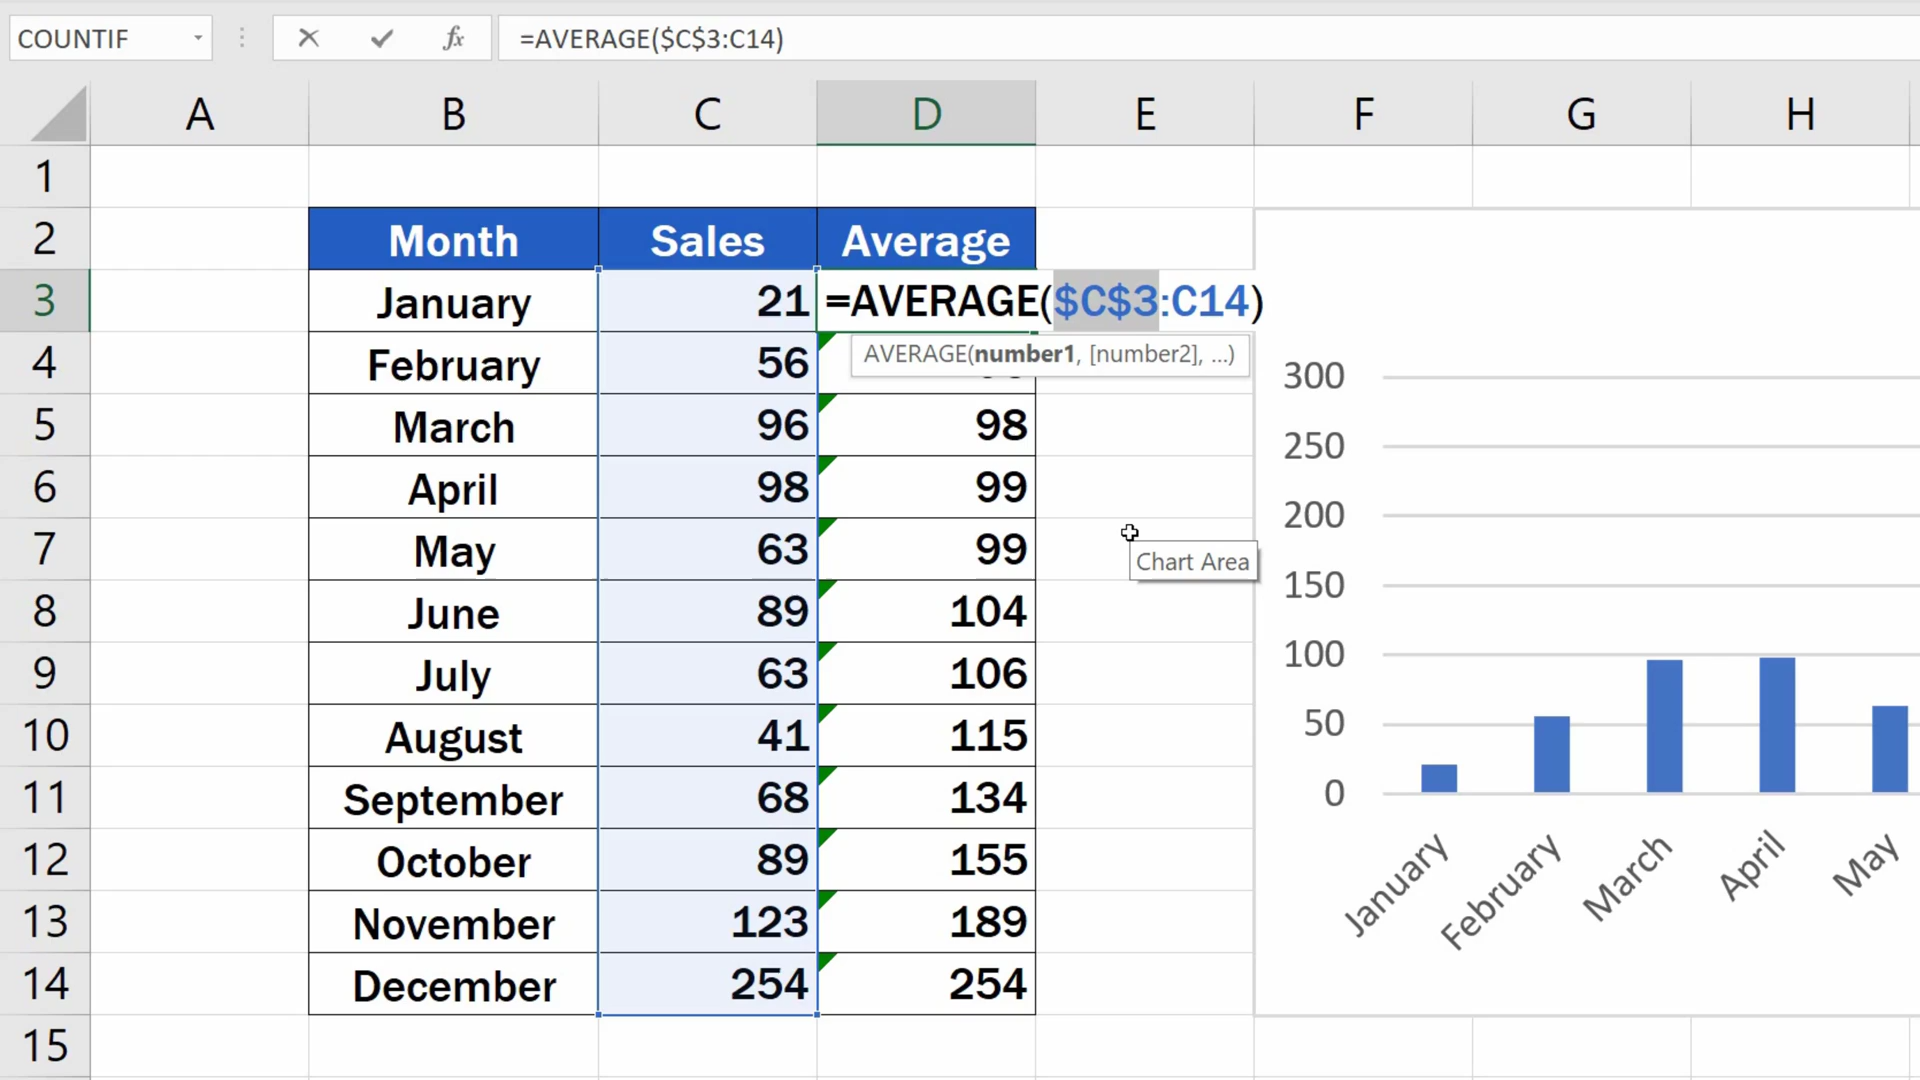 COUNTIF
fx
=AVERAGE($C$3:C14)
A B C D E F G H
1
2 Month Sales Average
3 January 21 =AVERAGE($C$3:C14)
4 February 56 AVERAGE(number1, [number2], ...)
5 March 96 98
6 April 98 99
7 May 63 99
8 June 89 104
9 July 63 106
10 August 41 115
11 September 68 134
12 October 89 155
13 November 123 189
14 December 254 254
15
Chart Area
300
250
200
150
100
50
0
January
February
March
April
May